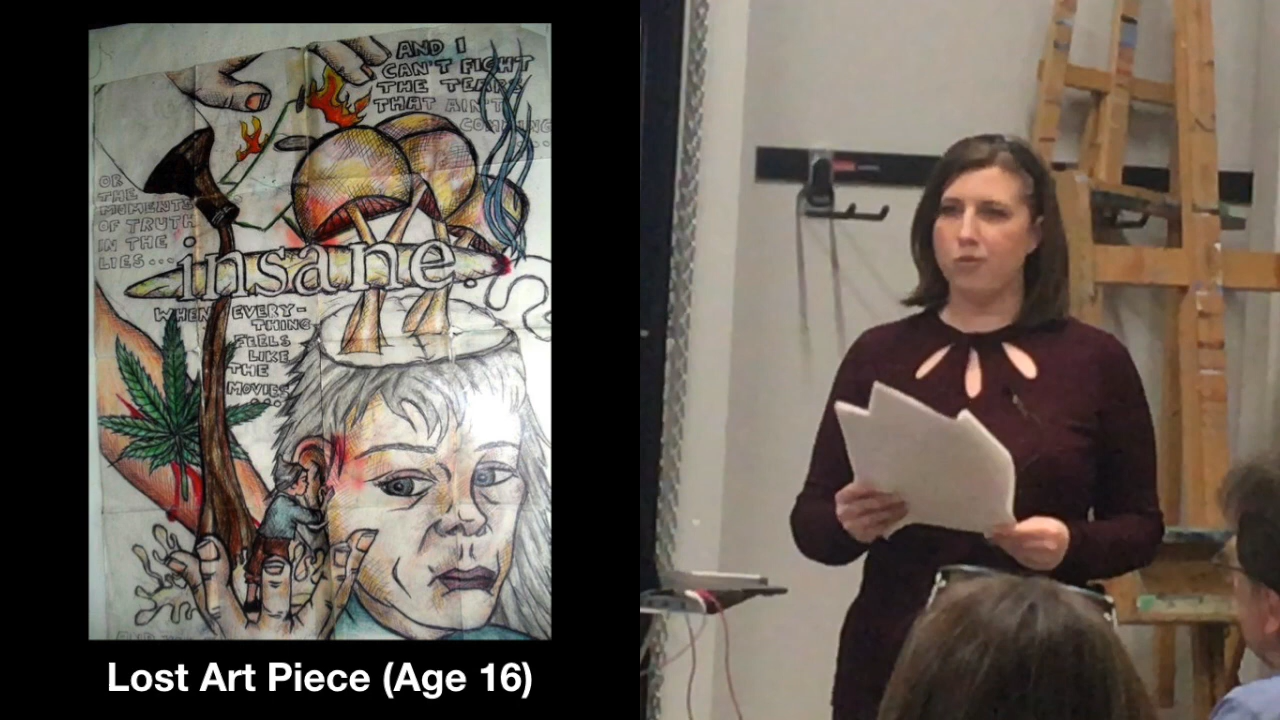 AND I
CAN'T FIGHT
THE TEARS
THAT AIN'T
COMING
...
OR
THE
MOMENTS
OF TRUTH
IN THE
LIES...
insane.
WHEN EVERY-
THING
FEELS
LIKE
THE
MOVIES
...
Lost Art Piece (Age 16)